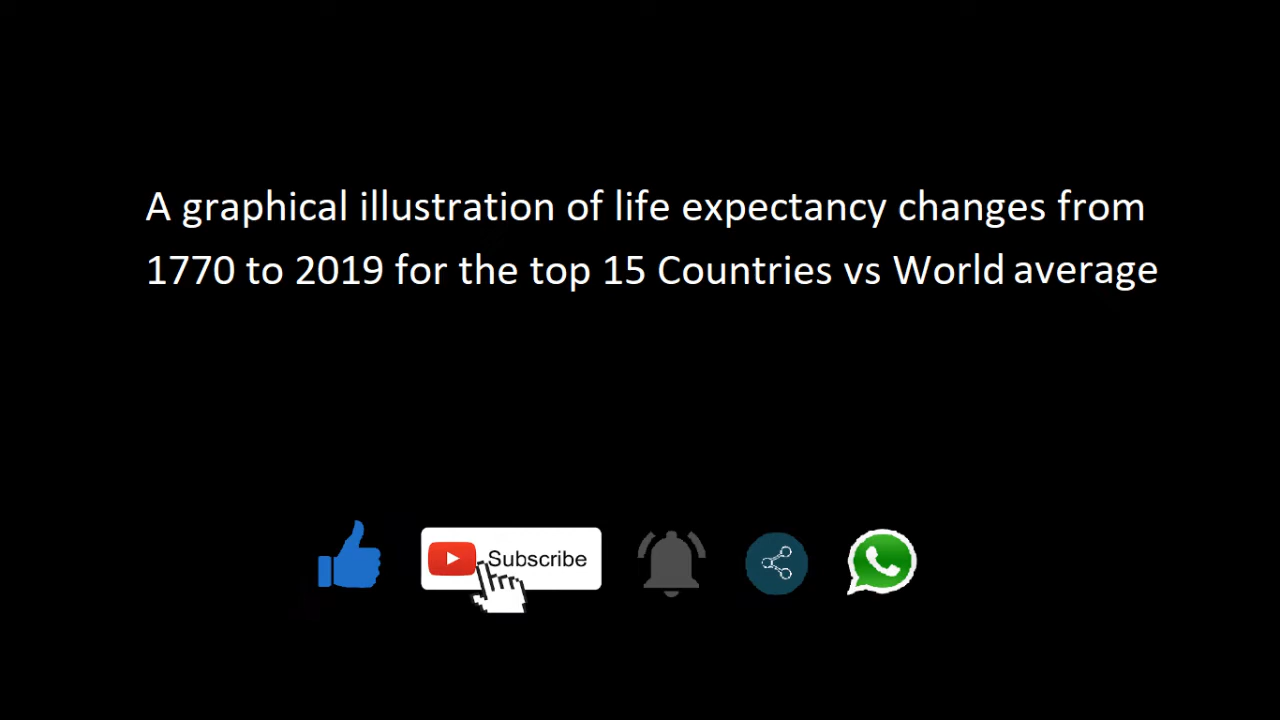 A graphical illustration of life expectancy changes from
1770 to 2019 for the top 15 Countries vs World average
Subscribe